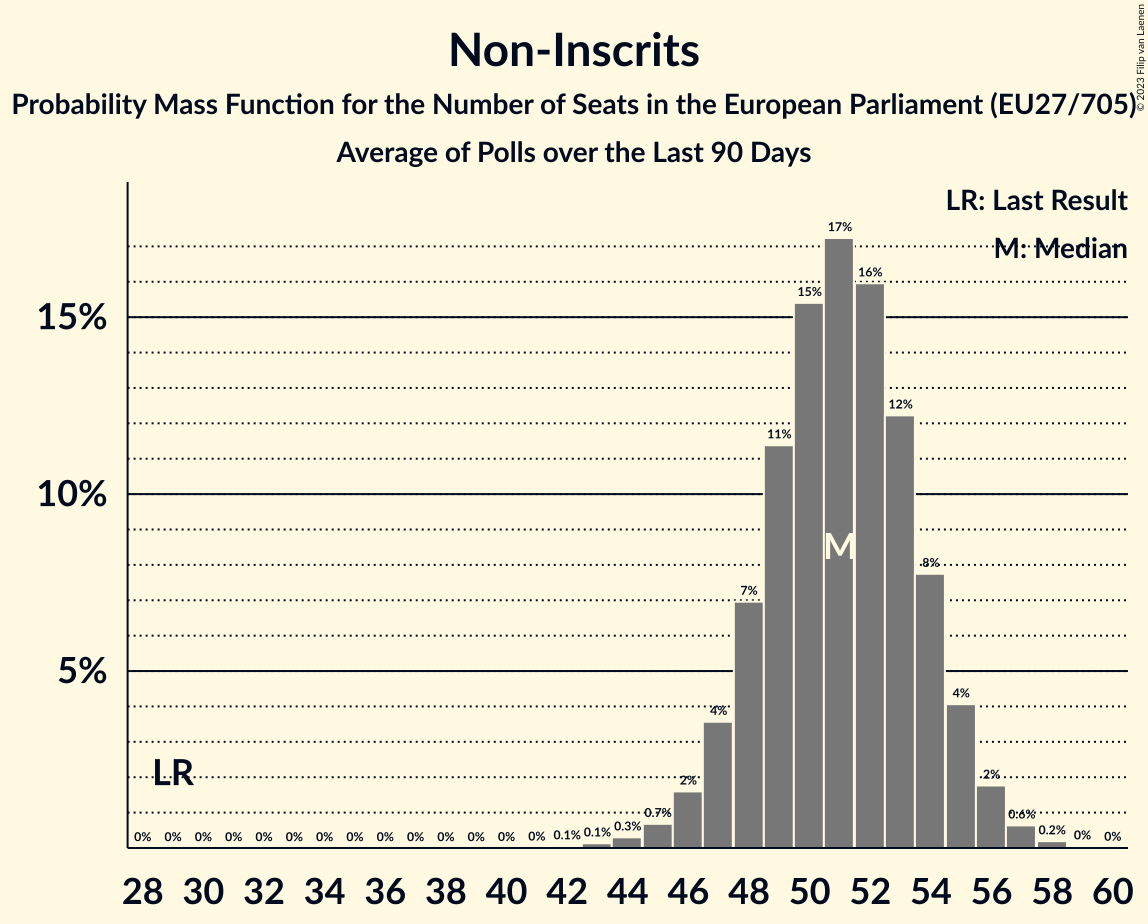 Non-Inscrits
Probability Mass Function for the Number of Seats in the European Parliament (EU27/705)
Average of Polls over the Last 90 Days
© 2023 Filip van Laenen
LR: Last Result
M: Median
17%
16%
15%
15%
12%
11%
10%
M
8%
7%
5%
4%
4%
LR
2%
2%
0% 0% 0% 0% 0% 0% 0% 0% 0% 0% 0% 0% 0% 0% 0.1% 0.1% 0.3% 0.7% 0.6% 0.2% 0% 0%
28 30 32 34 36 38 40 42 44 46 48 50 52 54 56 58 60